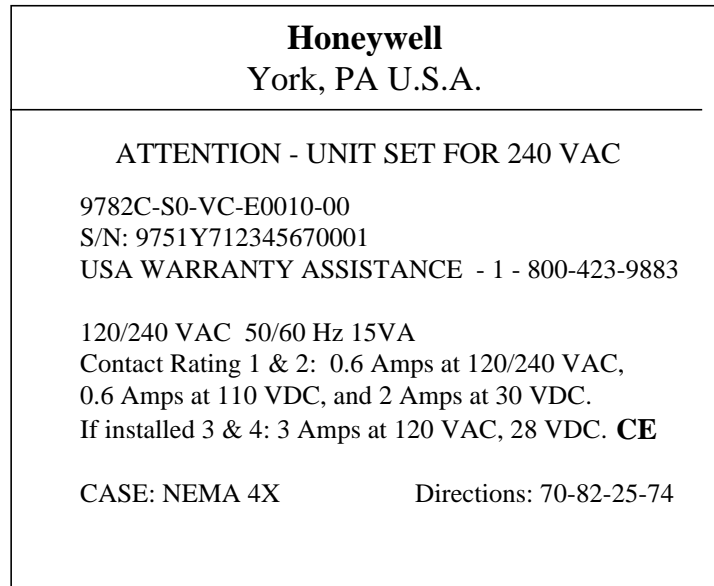 Honeywell
York, PA U.S.A.
ATTENTION - UNIT SET FOR 240 VAC
9782C-S0-VC-E0010-00
S/N: 9751Y712345670001
USA WARRANTY ASSISTANCE - 1 - 800-423-9883
120/240 VAC 50/60 Hz 15VA
Contact Rating 1 & 2: 0.6 Amps at 120/240 VAC,
0.6 Amps at 110 VDC, and 2 Amps at 30 VDC.
If installed 3 & 4: 3 Amps at 120 VAC, 28 VDC. CE
CASE: NEMA 4X Directions: 70-82-25-74